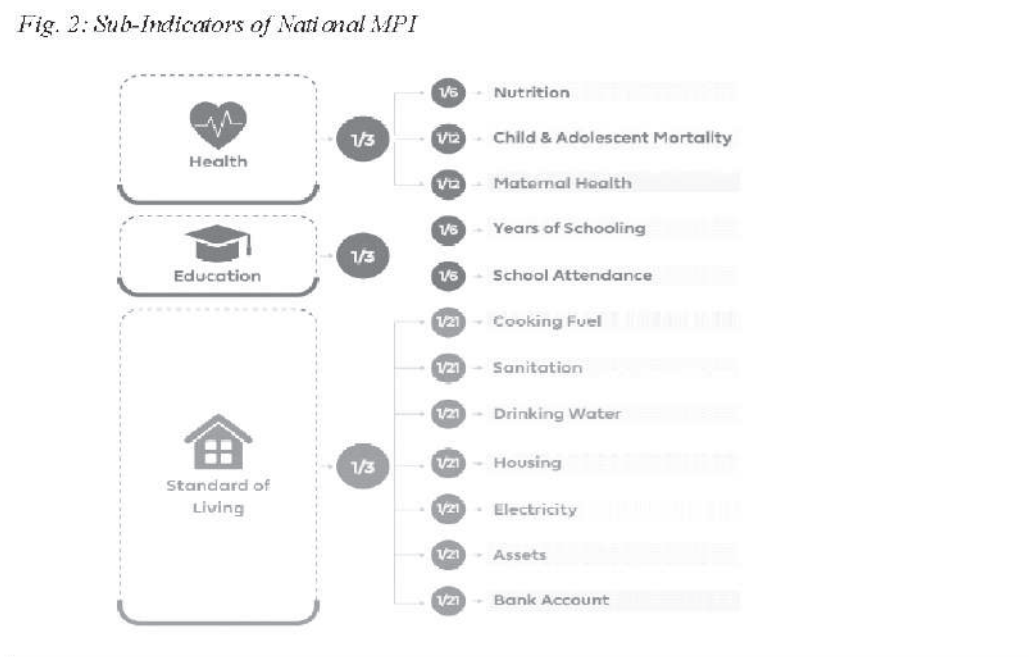 Fig. 2: Sub-Indicators of National MPI
Health
1/3
1/6 Nutrition
1/12 Child & Adolescent Mortality
1/12 Maternal Health
Education
1/3
1/6 Years of Schooling
1/6 School Attendance
Standard of
Living
1/3
1/21 Cooking Fuel
1/21 Sanitation
1/21 Drinking Water
1/21 Housing
1/21 Electricity
1/21 Assets
1/21 Bank Account